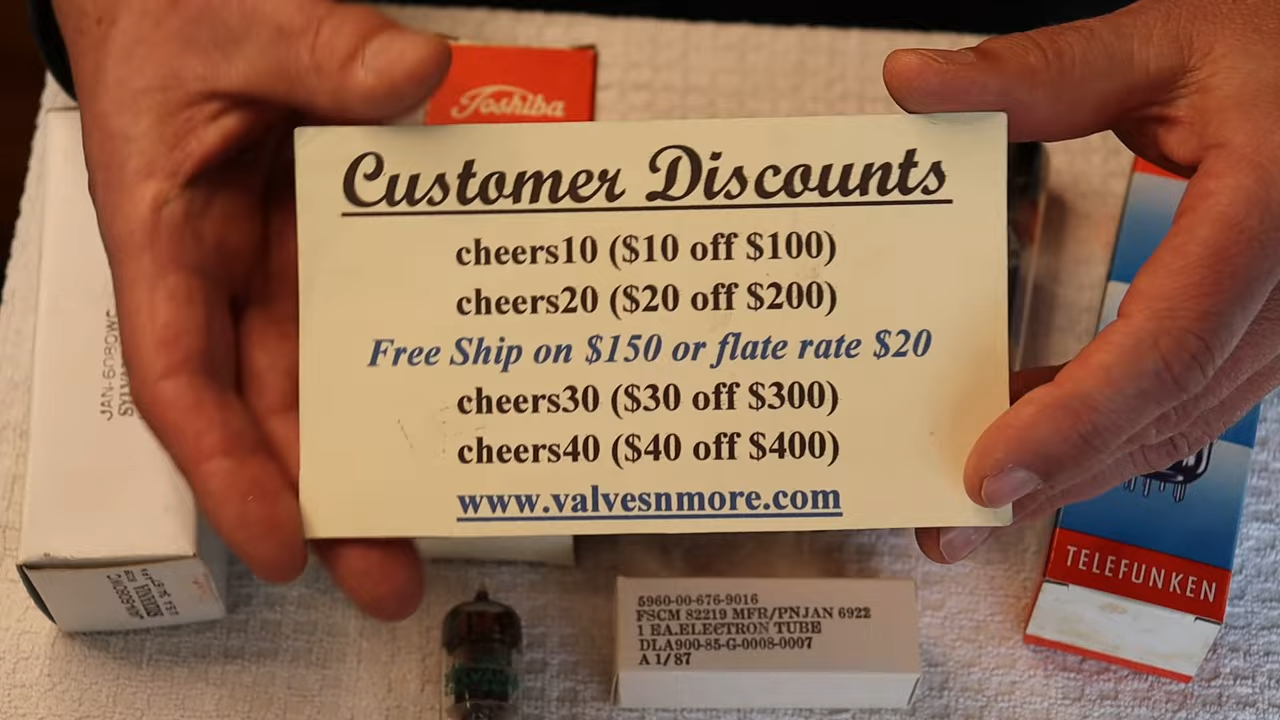 Toshiba
Customer Discounts
cheers10 ($10 off $100)
cheers20 ($20 off $200)
Free Ship on $150 or flate rate $20
cheers30 ($30 off $300)
cheers40 ($40 off $400)
www.valvesnmore.com
JAN-6080WC
TELEFUNKEN
5960-00-676-9016
FSCM 82219 MFR/PNJAN 6922
1 EA.ELECTRON TUBE
DLA900-85-G-0008-0007
A 1/87